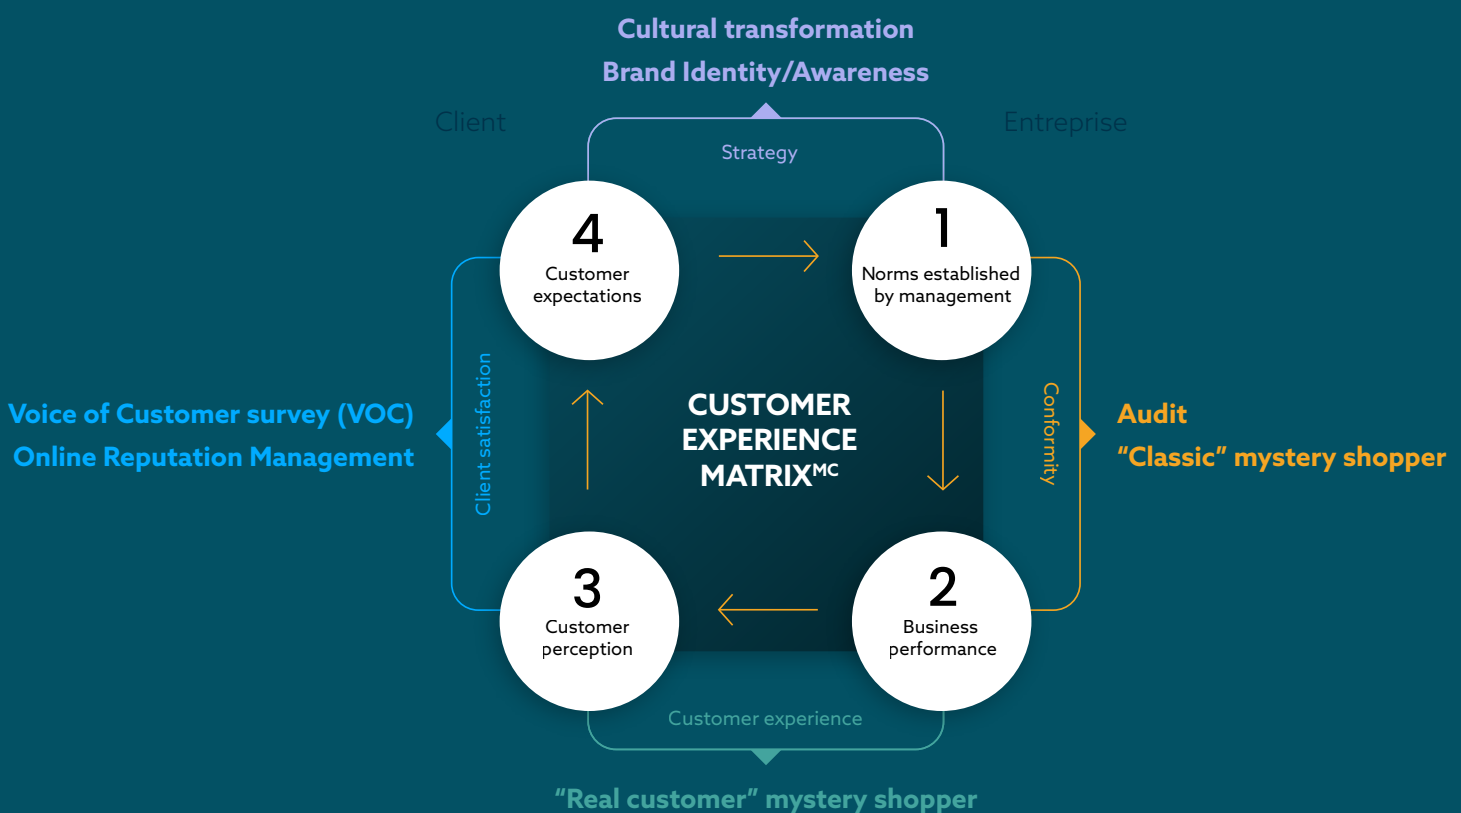 Cultural transformation
Brand Identity/Awareness
Client
Entreprise
Strategy
4
Customer
expectations
1
Norms established
by management
Client satisfaction
Voice of Customer survey (VOC)
Online Reputation Management
CUSTOMER
EXPERIENCE
MATRIXMC
Conformity
Audit
“Classic” mystery shopper
3
Customer
perception
2
Business
performance
Customer experience
“Real customer” mystery shopper